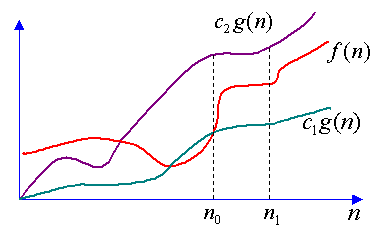 c₂g(n)
f(n)
c₁g(n)
n₀ n₁ n